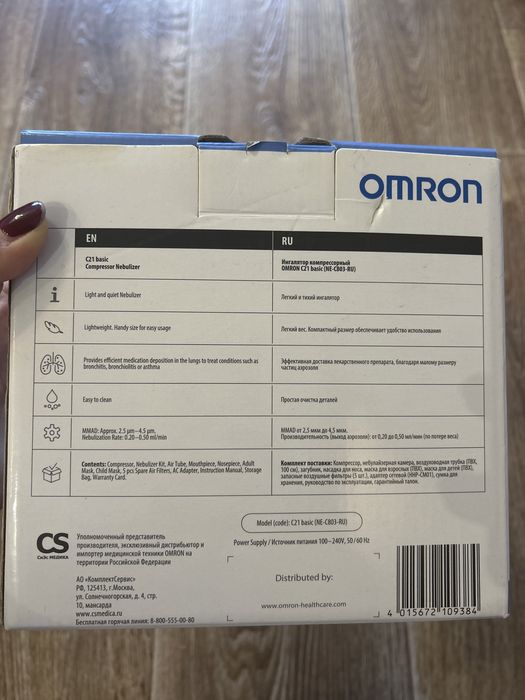 OMRON
EN
RU
C21 basic
Compressor Nebulizer
Ингалятор компрессорный
OMRON C21 basic (NE-C803-RU)
Light and quiet Nebulizer
Легкий и тихий ингалятор
Lightweight. Handy size for easy usage
Легкий вес. Компактный размер обеспечивает удобство использования
Provides efficient medication deposition in the lungs to treat conditions such as
bronchitis, bronchiolitis or asthma
Эффективная доставка лекарственного препарата, благодаря малому размеру
частиц аэрозоля
Easy to clean
Простая очистка деталей
MMAD: Approx. 2.5 µm—4.5 µm.
Nebulization Rate: 0.20—0.50 ml/min
MMAD от 2,5 мкм до 4,5 мкм.
Производительность (выход аэрозоля): от 0,20 до 0,50 мл/мин (по потере веса)
Contents: Compressor, Nebulizer Kit, Air Tube, Mouthpiece, Nosepiece, Adult
Mask, Child Mask, 5 pcs Spare Air Filters, AC Adapter, Instruction Manual, Storage
Bag, Warranty Card.
Комплект поставки: Компрессор, небулайзерная камера, воздуховодная трубка (ПВХ,
100 см), загубник, насадка для носа, маска для взрослых (ПВХ), маска для детей (ПВХ),
запасные воздушные фильтры (5 шт.), адаптер сетевой (HHP-CM01), сумка для
хранения, руководство по эксплуатации, гарантийный талон.
Model (code): C21 basic (NE-C803-RU)
Power Supply / Источник питания 100—240V, 50/60 Hz
CS
СиЭс МЕДИКА
Уполномоченный представитель
производителя, эксклюзивный дистрибьютор и
импортер медицинской техники OMRON на
территории Российской Федерации
АО «КомплектСервис»
РФ, 125413, г.Москва,
ул. Солнечногорская, д. 4, стр.
10, мансарда
www.csmedica.ru
Бесплатная горячая линия: 8-800-555-00-80
Distributed by:
www.omron-healthcare.com
4 015672 109384